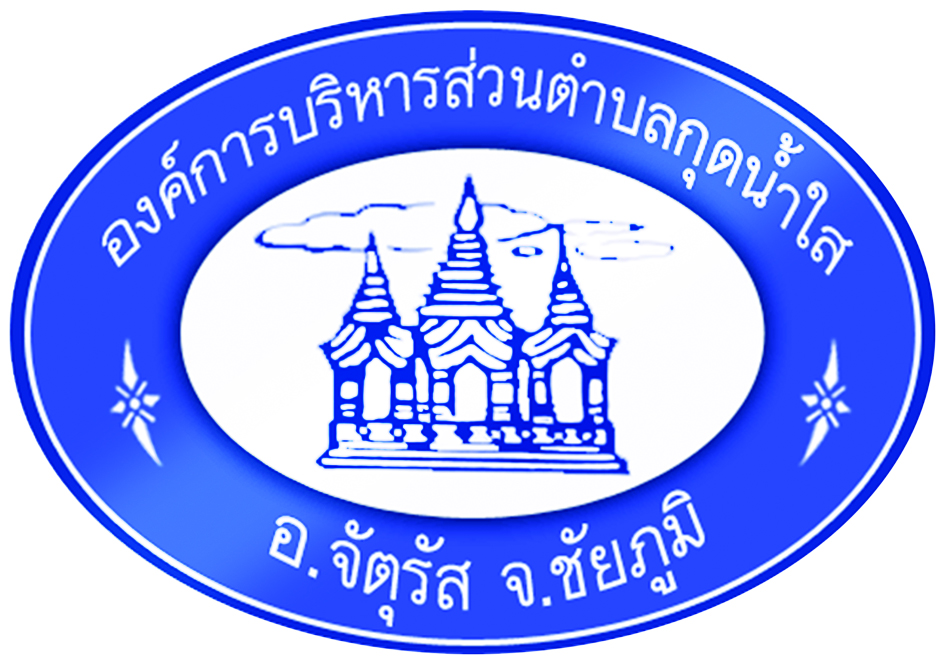 องค์การบริหารส่วนตำบลกุดน้ำใส
อ.จัตุรัส จ.ชัยภูมิ